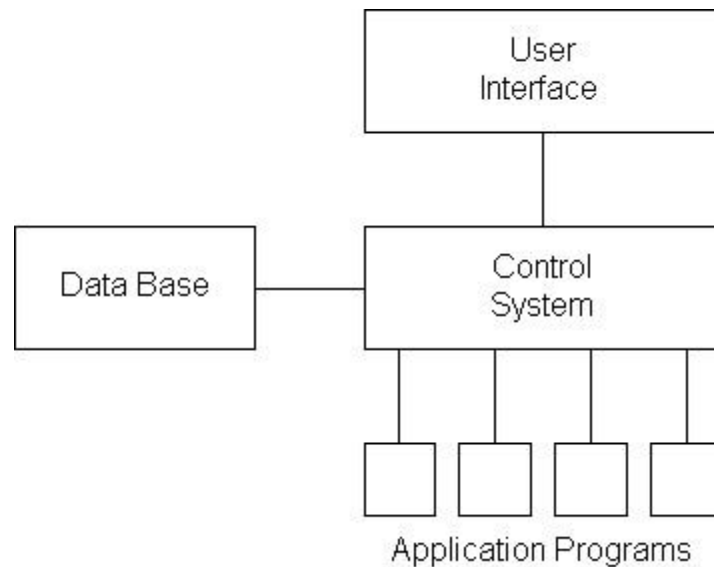 User
Interface
Data Base
Control
System
Application Programs